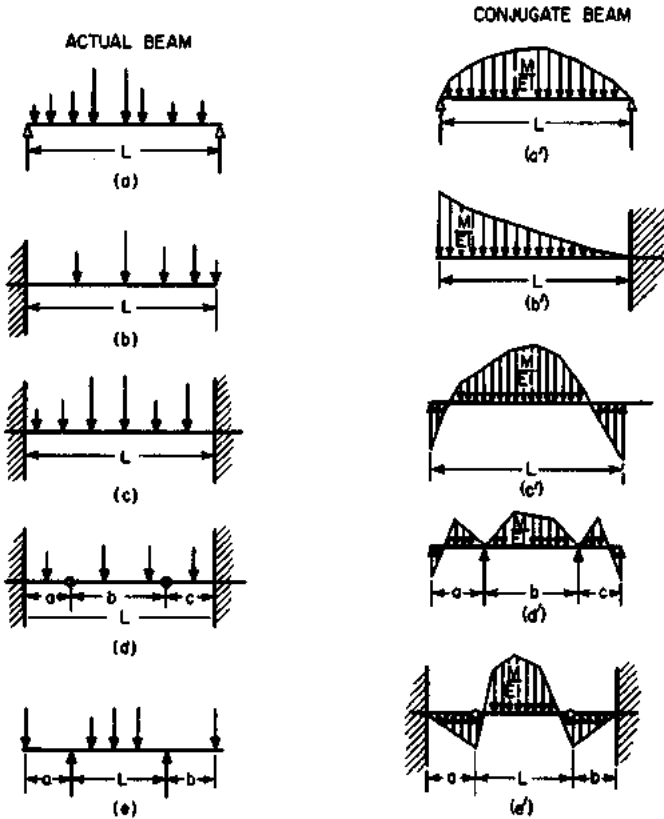 ACTUAL BEAM
CONJUGATE BEAM
M
EI
L
(a)
L
(a')
M
EI
L
(b)
L
(b')
M
EI
L
(c)
L
(c')
M
EI
a b c
L
(d)
a b c
(d')
M
EI
a L b
(e)
a L b
(e')